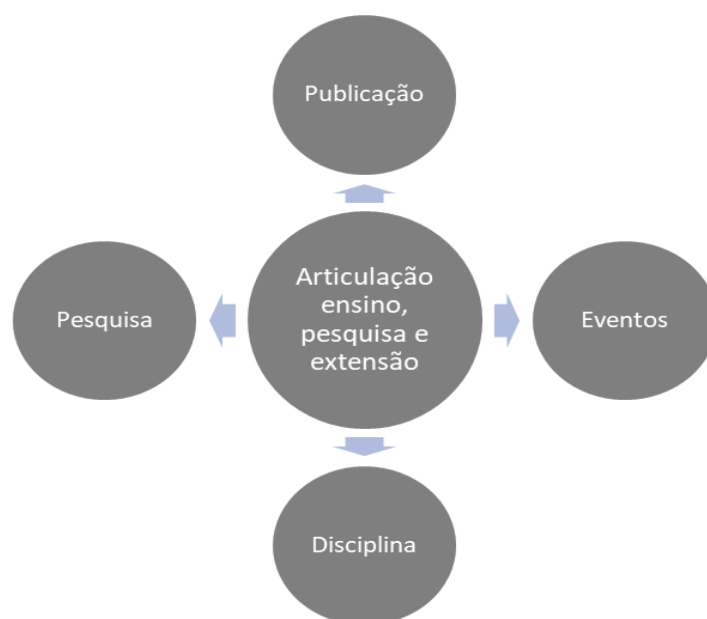 Publicação
Pesquisa
Articulação
ensino,
pesquisa e
extensão
Eventos
Disciplina